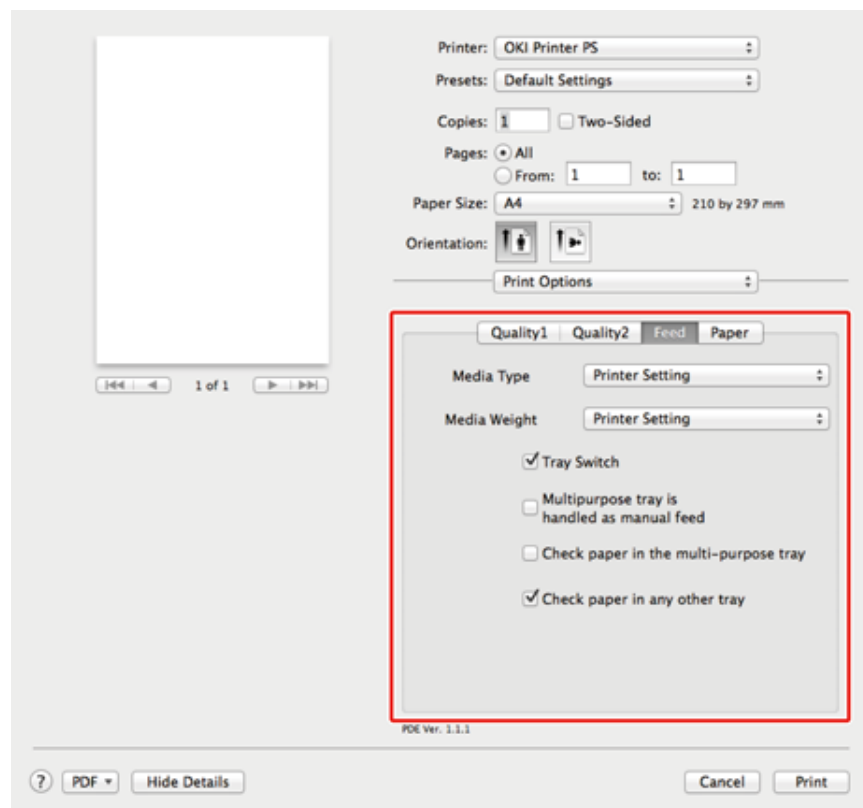 Printer: OKI Printer PS
Presets: Default Settings
Copies: 1 Two-Sided
Pages: All
From: 1 to: 1
Paper Size: A4 210 by 297 mm
Orientation:
Print Options
Quality1 Quality2 Feed Paper
Media Type Printer Setting
1 of 1
Media Weight Printer Setting
Tray Switch
Multipurpose tray is
handled as manual feed
Check paper in the multi-purpose tray
Check paper in any other tray
PDE Ver. 1.1.1
? PDF Hide Details Cancel Print